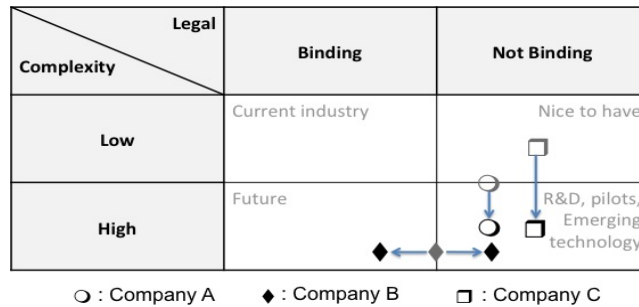 Legal
Complexity
Binding
Not Binding
Low
Current industry
Nice to have
High
Future
R&D, pilots,
Emerging
technology
: Company A
: Company B
: Company C